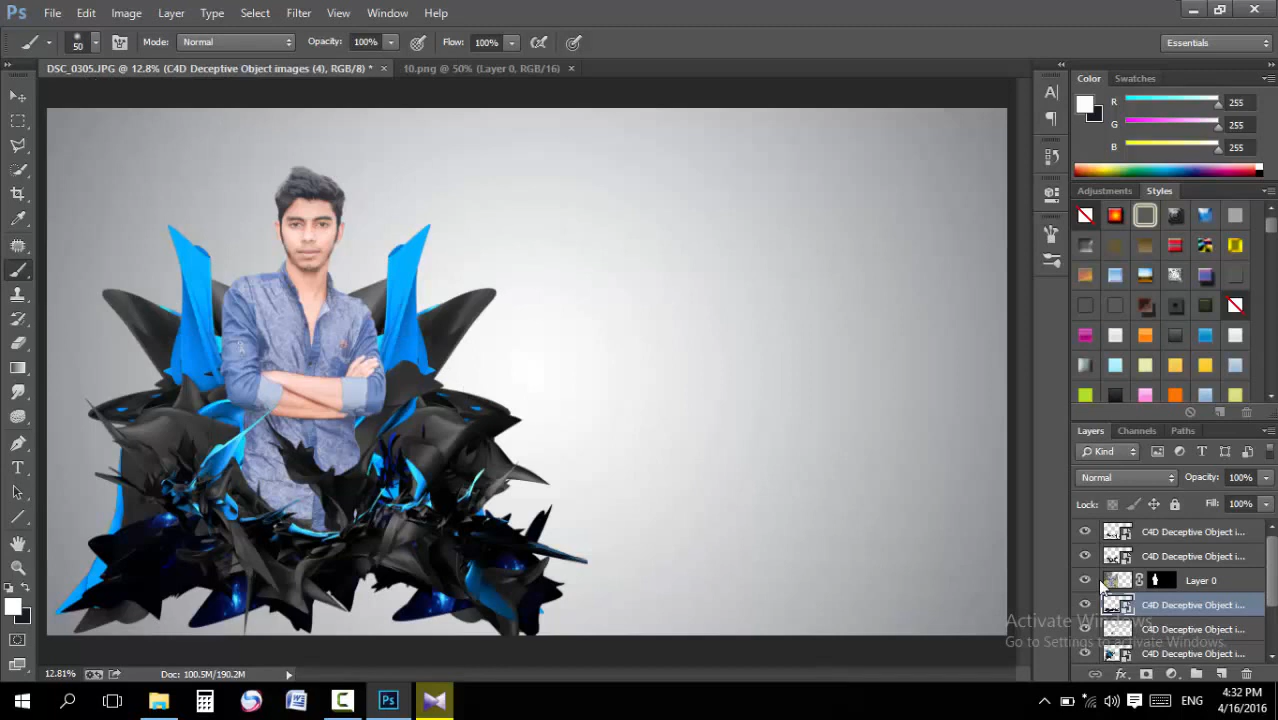 Ps File Edit Image Layer Type Select Filter 3D View Window Help
50 Mode: Normal Opacity: 100% Flow: 100% Essentials
DSC_0305.JPG @ 12.8% (C4D Deceptive Object images (4), RGB/8) * × 10.png @ 50% (Layer 0, RGB/16) ×
Color Swatches
R 255
G 255
B 255
Adjustments Styles
Layers Channels Paths
Kind
Normal Opacity: 100%
Lock: Fill: 100%
C4D Deceptive Object i...
C4D Deceptive Object i...
Layer 0
C4D Deceptive Object i...
C4D Deceptive Object i...
C4D Deceptive Object i...
Activate Windows
Go to Settings to activate Windows.
12.81% Doc: 100.5M/190.2M
ENG
4:32 PM
4/16/2016